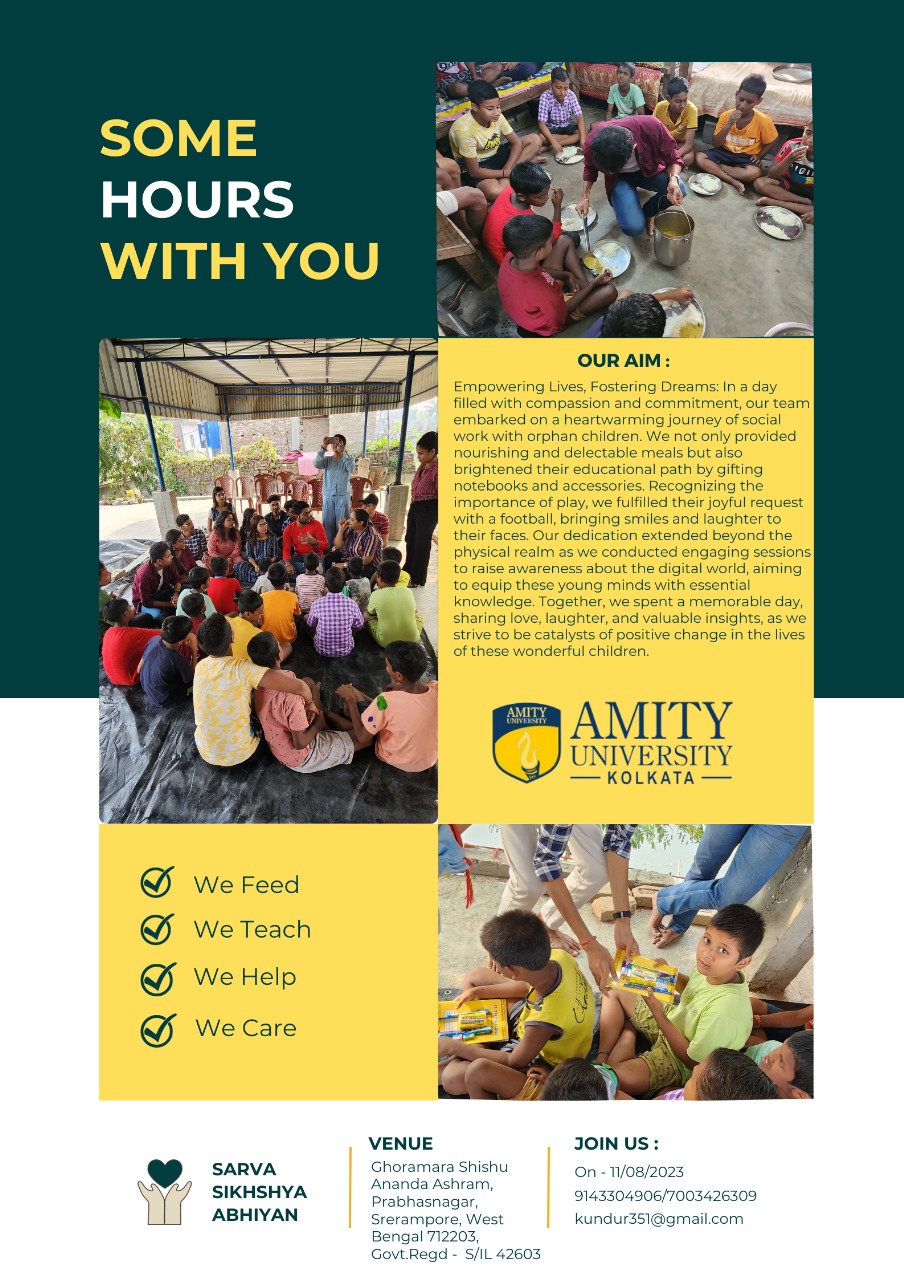 SOME
HOURS
WITH YOU
OUR AIM :
Empowering Lives, Fostering Dreams: In a day
filled with compassion and commitment, our team
embarked on a heartwarming journey of social
work with orphan children. We not only provided
nourishing and delectable meals but also
brightened their educational path by gifting
notebooks and accessories. Recognizing the
importance of play, we fulfilled their joyful request
with a football, bringing smiles and laughter to
their faces. Our dedication extended beyond the
physical realm as we conducted engaging sessions
to raise awareness about the digital world, aiming
to equip these young minds with essential
knowledge. Together, we spent a memorable day,
sharing love, laughter, and valuable insights, as we
strive to be catalysts of positive change in the lives
of these wonderful children.
AMITY
UNIVERSITY
AMITY
UNIVERSITY
KOLKATA
We Feed
We Teach
We Help
We Care
SARVA
SIKHSHYA
ABHIYAN
VENUE
Ghoramara Shishu
Ananda Ashram,
Prabhasnagar,
Srerampore, West
Bengal 712203,
Govt.Regd - S/IL 42603
JOIN US :
On - 11/08/2023
9143304906/7003426309
kundur351@gmail.com